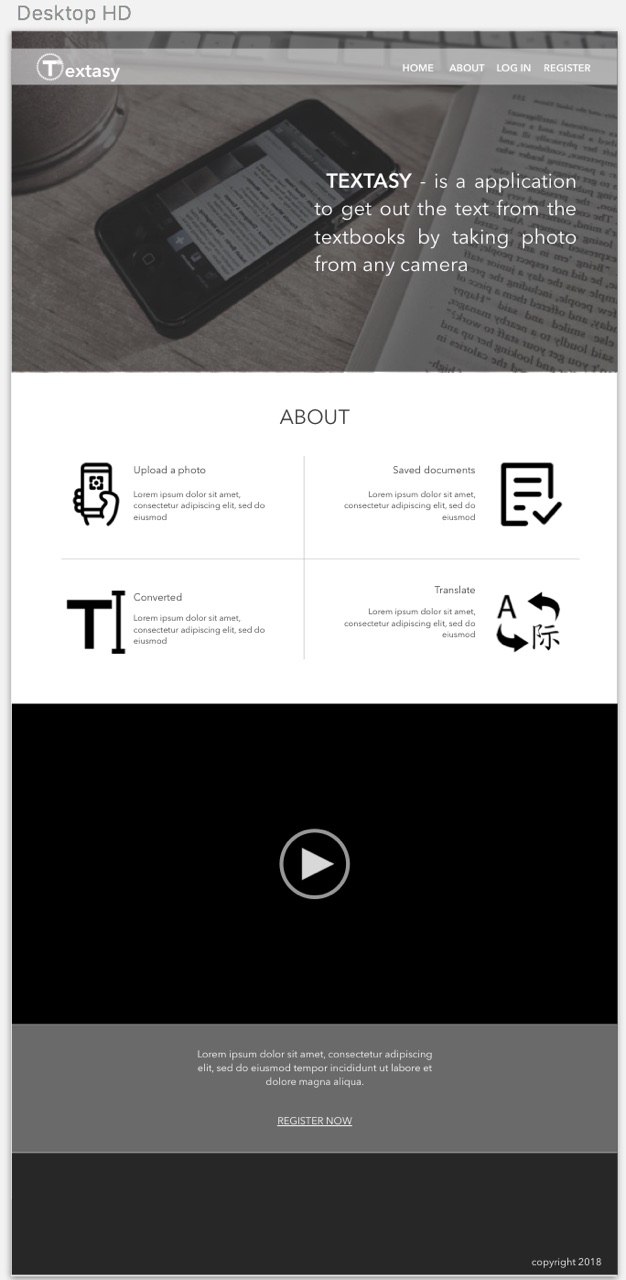 Desktop HD
Textasy
HOME ABOUT LOG IN REGISTER
TEXTASY - is a application
to get out the text from the
textbooks by taking photo
from any camera
ABOUT
Upload a photo
Lorem ipsum dolor sit amet,
consectetur adipiscing elit, sed do
eiusmod
Saved documents
Lorem ipsum dolor sit amet,
consectetur adipiscing elit, sed do
eiusmod
T
Converted
Lorem ipsum dolor sit amet,
consectetur adipiscing elit, sed do
eiusmod
Translate
Lorem ipsum dolor sit amet,
consectetur adipiscing elit, sed do
eiusmod
A
际
Lorem ipsum dolor sit amet, consectetur adipiscing
elit, sed do eiusmod tempor incididunt ut labore et
dolore magna aliqua.
REGISTER NOW
copyright 2018